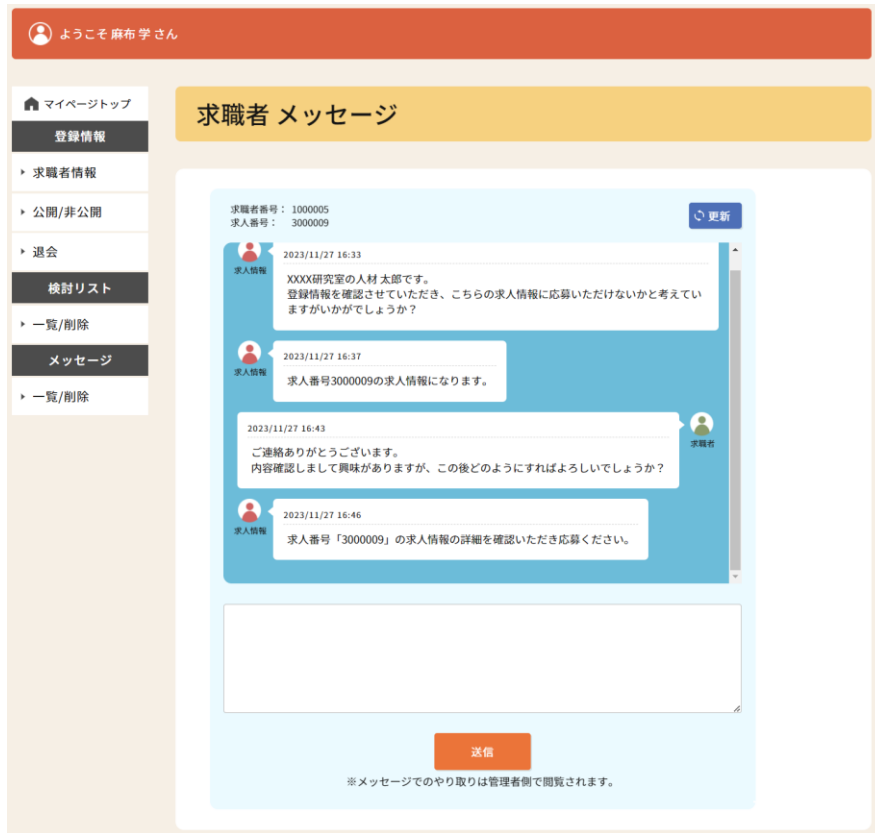 ようこそ 麻布 学 さん
マイページトップ
登録情報
求職者情報
公開/非公開
退会
検討リスト
一覧/削除
メッセージ
一覧/削除
求職者 メッセージ
求職者番号： 1000005
求人番号： 3000009
更新
2023/11/27 16:33
求人情報
XXXX研究室の人材 太郎です。
登録情報を確認させていただき、こちらの求人情報に応募いただけないかと考えてい
ますがいかがでしょうか？
2023/11/27 16:37
求人情報
求人番号3000009の求人情報になります。
2023/11/27 16:43
求職者
ご連絡ありがとうございます。
内容確認しまして興味がありますが、この後どのようにすればよろしいでしょうか？
2023/11/27 16:46
求人情報
求人番号「3000009」の求人情報の詳細を確認いただき応募ください。
送信
※メッセージでのやり取りは管理者側で閲覧されます。